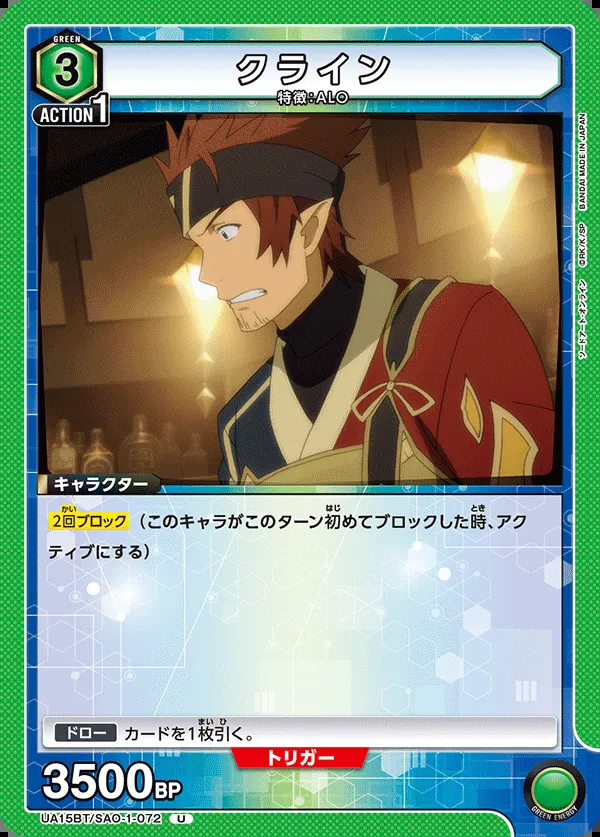 GREEN
3
クライン
特徴:ALO
ACTION 1
BANDAI MADE IN JAPAN
©RK/K/SP
ソードアート・オンライン
キャラクター
2回ブロック (このキャラがこのターン初めてブロックした時、アク
ティブにする)
ドロー カードを1枚引く。
トリガー
3500BP
GREEN ENERGY
UA15BT/SAO-1-072 U